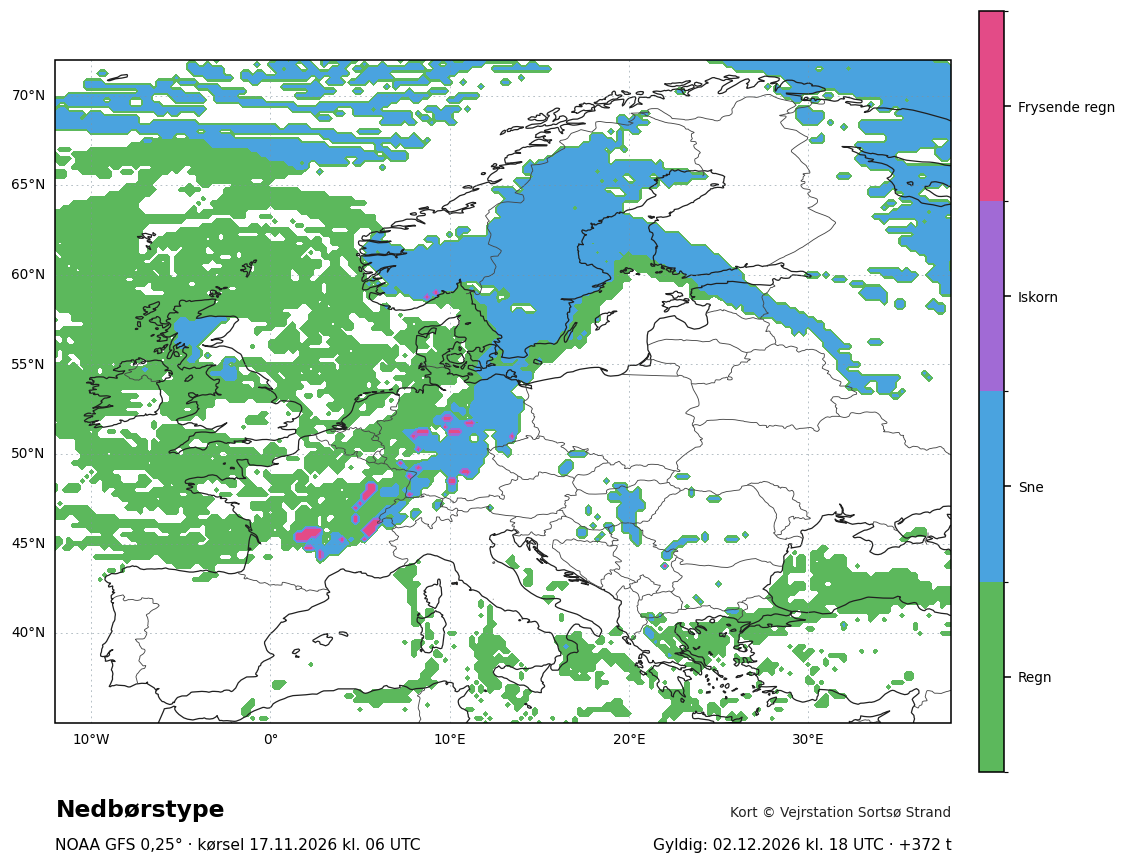 70°N
65°N
60°N
55°N
50°N
45°N
40°N
10°W
0°
10°E
20°E
30°E
Frysende regn
Iskorn
Sne
Regn
Nedbørstype
Kort © Vejrstation Sortsø Strand
NOAA GFS 0,25° · kørsel 17.11.2026 kl. 06 UTC
Gyldig: 02.12.2026 kl. 18 UTC · +372 t